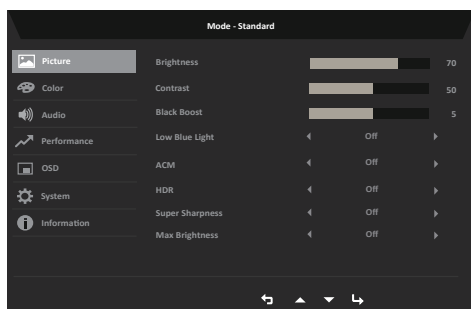 Mode - Standard
Picture
Brightness 70
Color
Contrast 50
Audio
Black Boost 5
Performance
Low Blue Light Off
OSD
ACM Off
System
HDR Off
Information
Super Sharpness Off
Max Brightness Off